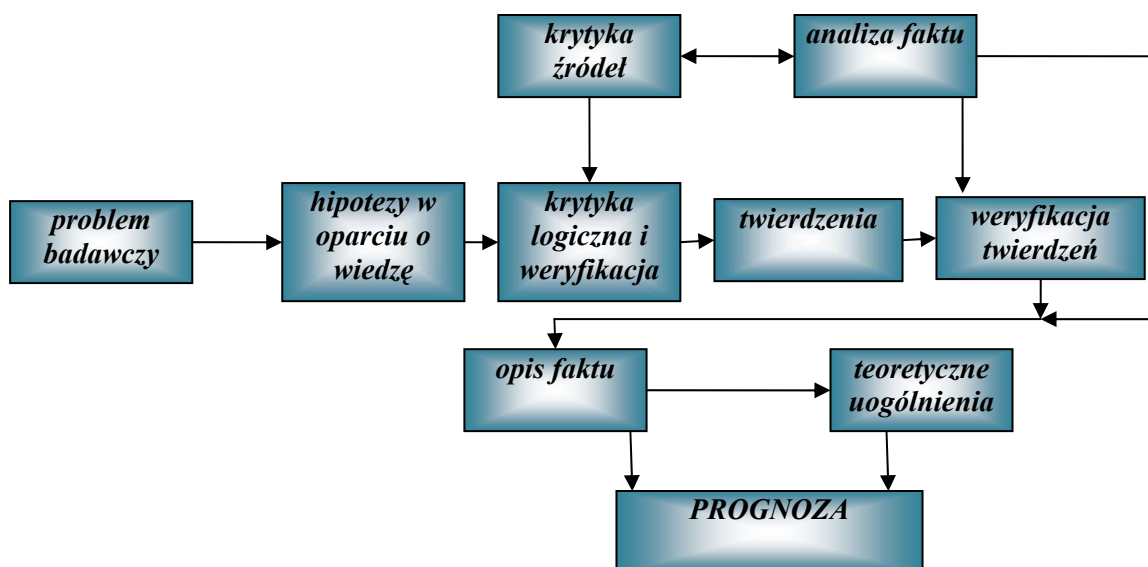 krytyka
źródeł
analiza faktu
problem
badawczy
hipotezy w
oparciu o
wiedzę
krytyka
logiczna i
weryfikacja
twierdzenia
weryfikacja
twierdzeń
opis faktu
teoretyczne
uogólnienia
PROGNOZA